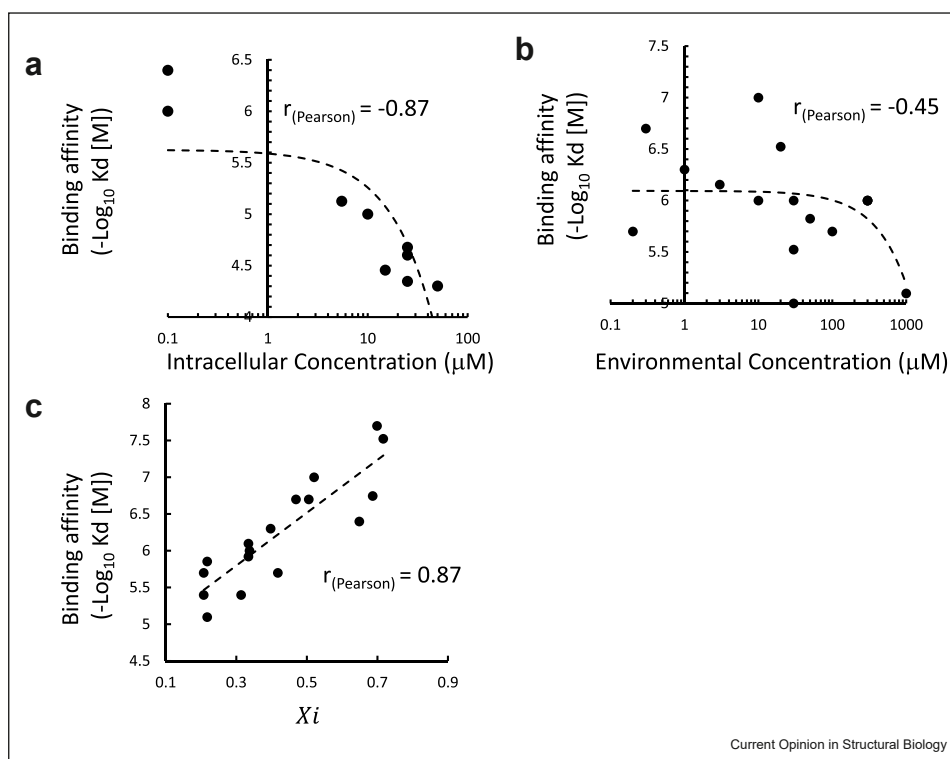 a
Binding affinity
(-Log10 Kd [M])
6.5
6
5.5
5
4.5
4
r(Pearson) = -0.87
0.1 1 10 100
Intracellular Concentration (μM)
b
Binding affinity
(-Log10 Kd [M])
7.5
7
6.5
6
5.5
5
r(Pearson) = -0.45
0.1 1 10 100 1000
Environmental Concentration (μM)
c
Binding affinity
(-Log10 Kd [M])
8
7.5
7
6.5
6
5.5
5
4.5
r(Pearson) = 0.87
0.1 0.3 0.5 0.7 0.9
Xi
Current Opinion in Structural Biology